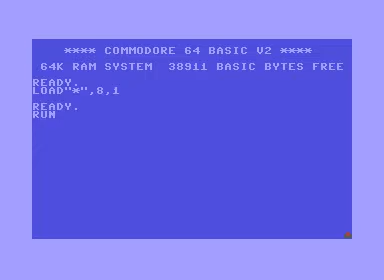 **** COMMODORE 64 BASIC V2 ****
64K RAM SYSTEM  38911 BASIC BYTES FREE
READY.
LOAD"*",8,1
READY.
RUN